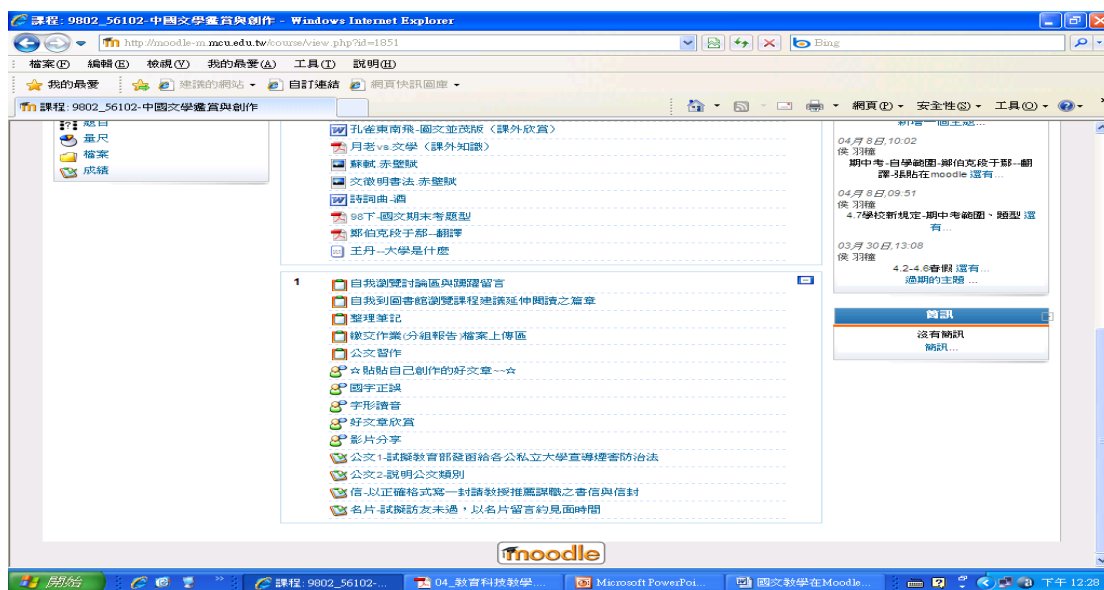 課程: 9802_56102-中國文學鑑賞與創作 - Windows Internet Explorer
http://moodle-m.mcu.edu.tw/course/view.php?id=1851
Bing
檔案(F) 編輯(E) 檢視(V) 我的最愛(A) 工具(T) 說明(H)
我的最愛 建議的網站 自訂連結 網頁快訊圖庫
課程: 9802_56102-中國文學鑑賞與創作
網頁(P) 安全性(S) 工具(O)
題目
量尺
檔案
成績
孔雀東南飛-圖文並茂版（課外欣賞）
月老vs.文學（課外知識）
蘇軾.赤壁賦
文徵明書法.赤壁賦
詩詞曲-酒
98下-國文期末考題型
鄭伯克段于鄢--翻譯
王丹--大學是什麼
1
自我瀏覽討論區與踴躍留言
自我到圖書館瀏覽課程建議延伸閱讀之篇章
整理筆記
繳交作業(分組報告)檔案上傳區
公文習作
☆貼貼自己創作的好文章~~☆
國字正誤
字形讀音
好文章欣賞
影片分享
公文1-試擬教育部發函給各公私立大學宣導煙害防治法
公文2-說明公文類別
信-以正確格式寫一封請教授推薦謀職之書信與信封
名片-試擬訪友未遇，以名片留言約見面時間
新增一個主題...
04月 8日,10:02
侯 羽穜
期中考-自學範圍-鄭伯克段于鄢--翻
譯-張貼在moodle 還有...
04月 8日,09:51
侯 羽穜
4.7學校新規定-期中考範圍、題型 還
有...
03月 30日,13:08
侯 羽穜
4.2-4.6春假 還有...
過期的主題 ...
簡訊
沒有簡訊
簡訊...
moodle
開始
課程: 9802_56102-...
04_教育科技教學....
Microsoft PowerPoi...
國文教學在Moodle...
下午 12:28